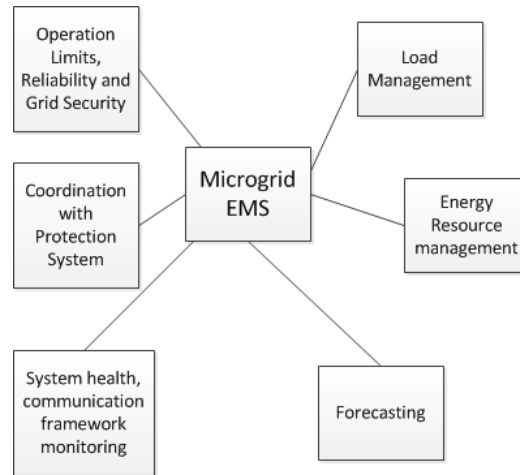 Operation
Limits,
Reliability and
Grid Security
Load
Management
Microgrid
EMS
Coordination
with
Protection
System
Energy
Resource
management
System health,
communication
framework
monitoring
Forecasting